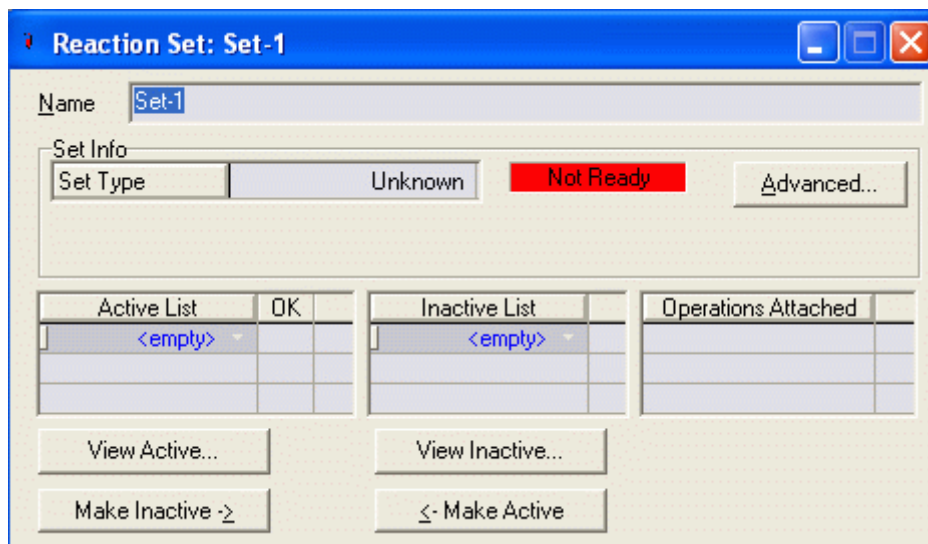 Reaction Set: Set-1
Name Set-1
Set Info
Set Type Unknown Not Ready Advanced...
Active List OK Inactive List Operations Attached
<empty> <empty>
View Active... View Inactive...
Make Inactive -> <- Make Active